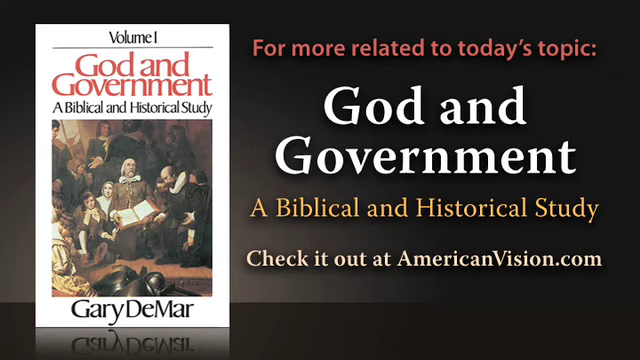 Volume I
God and
Government
A Biblical and Historical Study
Gary DeMar
For more related to today's topic:
God and
Government
A Biblical and Historical Study
Check it out at AmericanVision.com